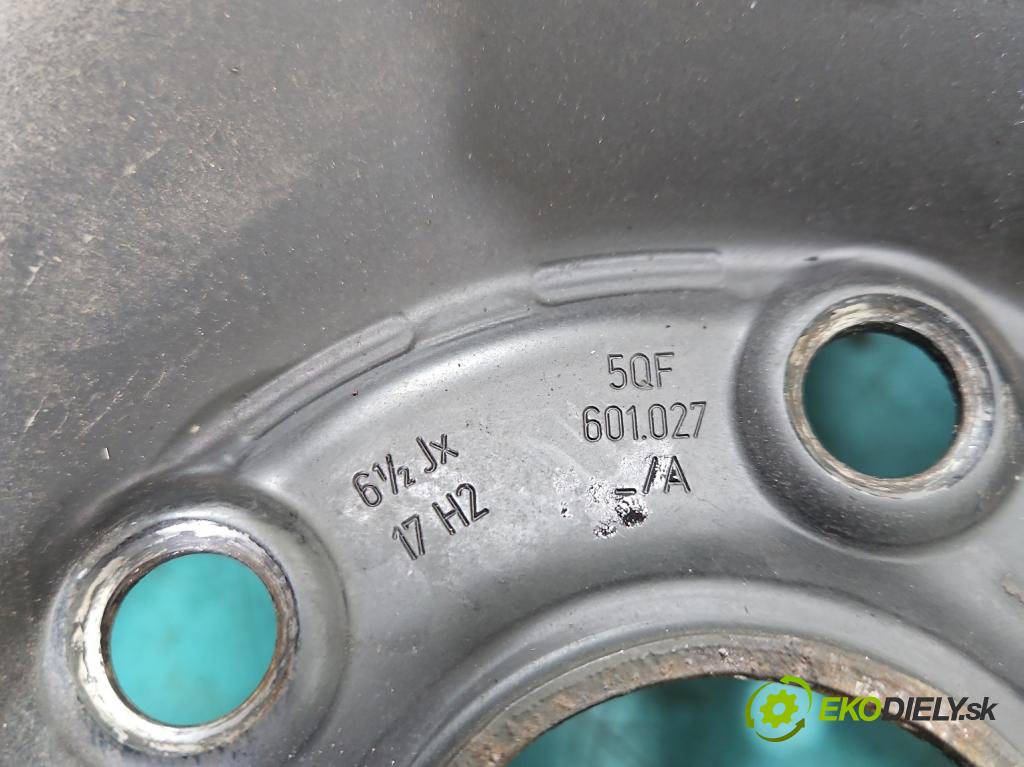 6½ Jx
17 H2
5QF
601.027
_/A
EKODIELY.sk